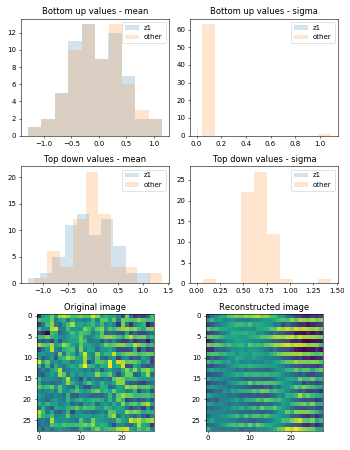 Bottom up values - mean
Bottom up values - sigma
z1
other
z1
other
12
10
8
6
4
2
0
60
50
40
30
20
10
0
−1.0 −0.5 0.0 0.5 1.0
0.0 0.2 0.4 0.6 0.8 1.0
Top down values - mean
Top down values - sigma
z1
other
z1
other
20
15
10
5
0
25
20
15
10
5
0
−1.0 −0.5 0.0 0.5 1.0 1.5
0.00 0.25 0.50 0.75 1.00 1.25 1.50
Original image
Reconstructed image
0
5
10
15
20
25
0
5
10
15
20
25
0 20
0 20